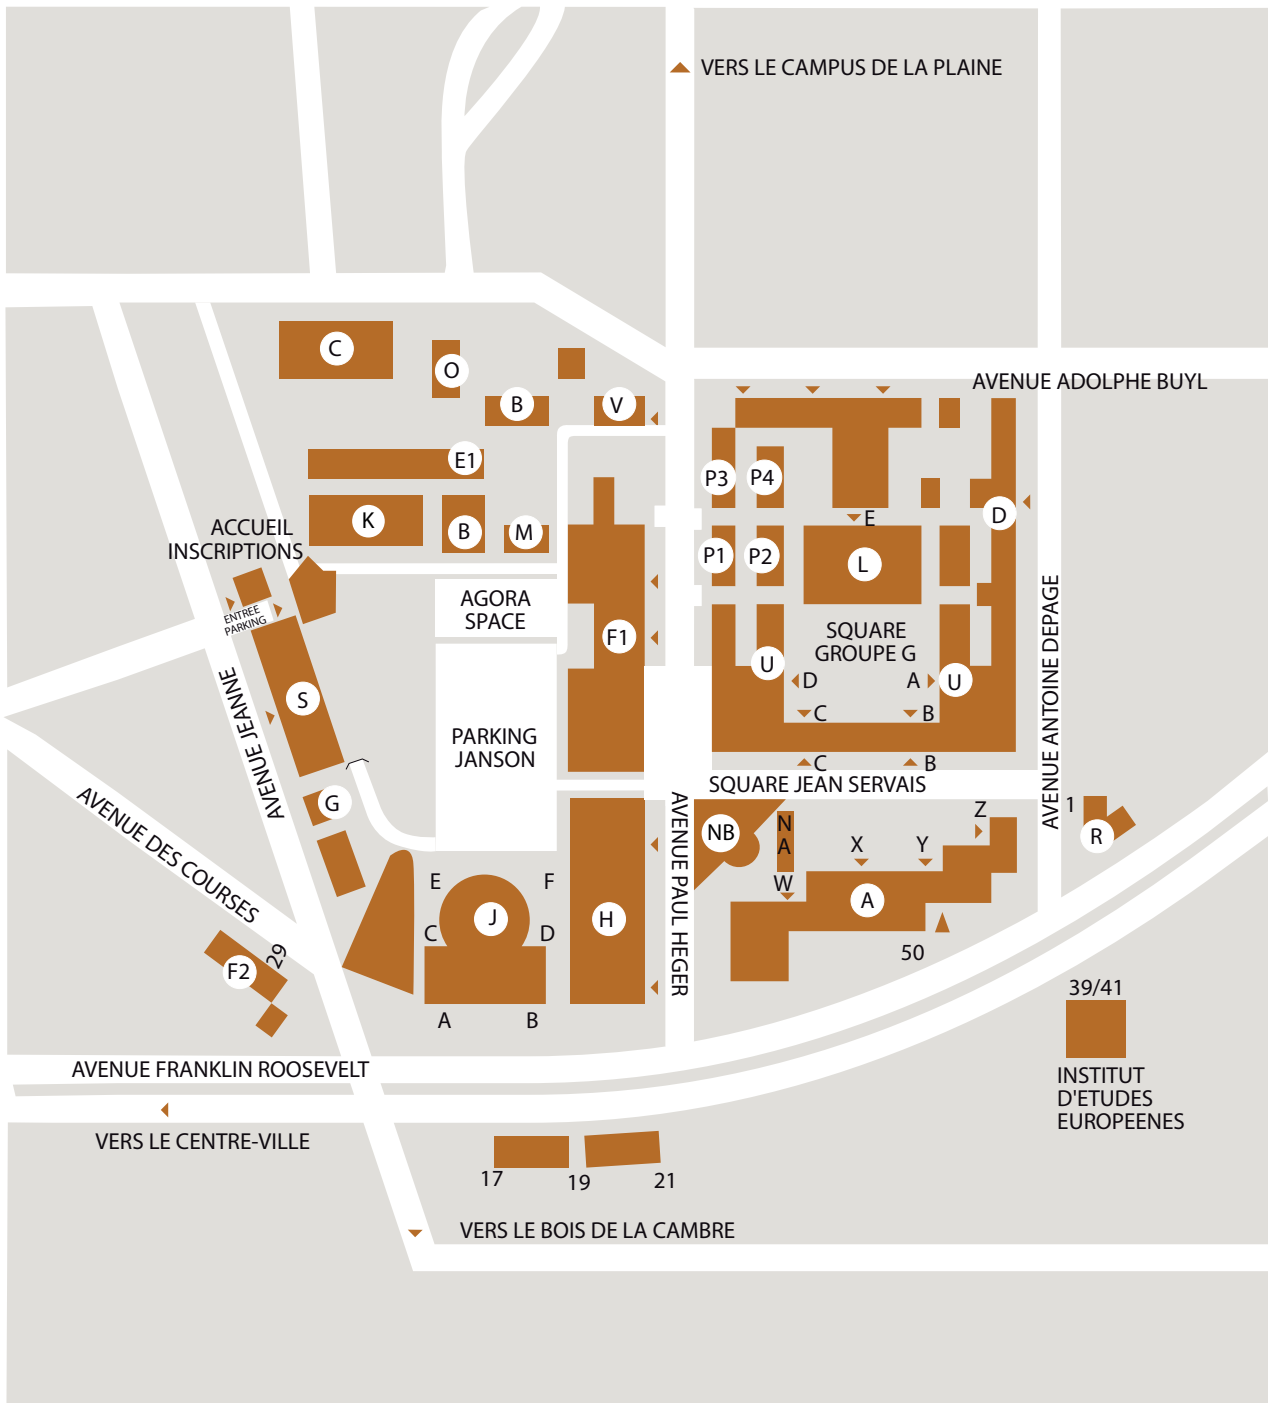 VERS LE CAMPUS DE LA PLAINE
C
O
B
V
AVENUE ADOLPHE BUYL
E1
P3
P4
K
B
M
E
D
ACCUEIL
INSCRIPTIONS
P1
P2
L
AGORA
SPACE
ENTREE
PARKING
F1
SQUARE
GROUPE G
U
D
A
U
S
C
B
AVENUE JEANNE
PARKING
JANSON
C
B
AVENUE ANTOINE DEPAGE
SQUARE JEAN SERVAIS
G
AVENUE DES COURSES
AVENUE PAUL HEGER
NB
N
A
W
X
Y
Z
1
R
E
F
J
C
D
H
A
50
F2
29
A
B
39/41
INSTITUT
D'ETUDES
EUROPEENES
AVENUE FRANKLIN ROOSEVELT
VERS LE CENTRE-VILLE
17
19
21
VERS LE BOIS DE LA CAMBRE